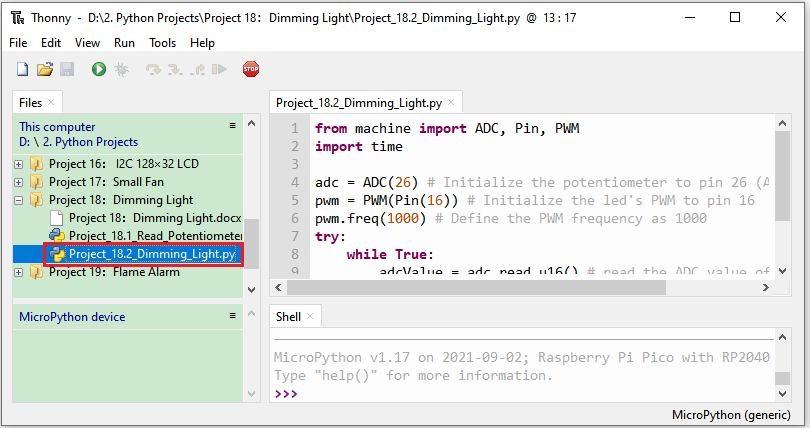 Thonny - D:\2. Python Projects\Project 18：Dimming Light\Project_18.2_Dimming_Light.py @ 13 : 17
File Edit View Run Tools Help
STOP
Files
This computer
D: \ 2. Python Projects
Project 16： I2C 128×32 LCD
Project 17：Small Fan
Project 18：Dimming Light
Project 18：Dimming Light.docx
Project_18.1_Read_Potentiometer
Project_18.2_Dimming_Light.py
Project 19：Flame Alarm
MicroPython device
Project_18.2_Dimming_Light.py
1 from machine import ADC, Pin, PWM
2 import time
3
4 adc = ADC(26) # Initialize the potentiometer to pin 26 (A
5 pwm = PWM(Pin(16)) # Initialize the led's PWM to pin 16
6 pwm.freq(1000) # Define the PWM frequency as 1000
7 try:
8 while True:
9 adcValue = adc.read_u16() # read the ADC value of
Shell
MicroPython v1.17 on 2021-09-02; Raspberry Pi Pico with RP2040
Type "help()" for more information.
>>>
MicroPython (generic)